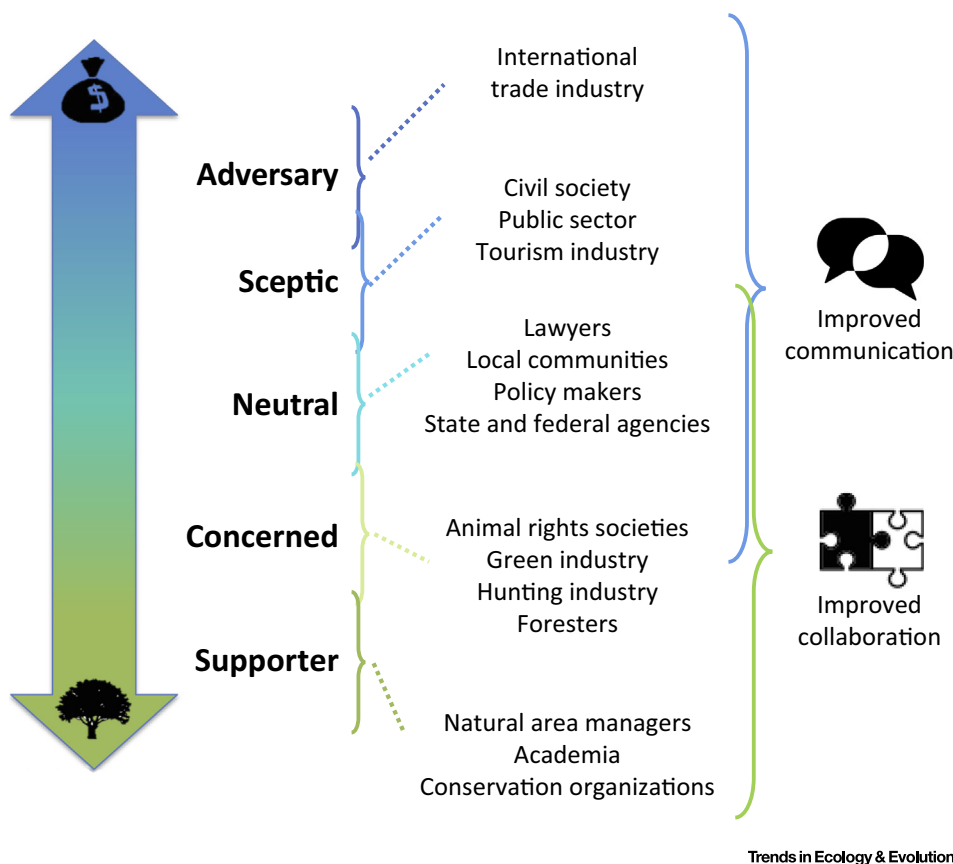 International
trade industry
Adversary
Civil society
Public sector
Tourism industry
Sceptic
Improved
communication
Lawyers
Local communities
Policy makers
State and federal agencies
Neutral
Concerned
Animal rights societies
Green industry
Hunting industry
Foresters
Improved
collaboration
Supporter
Natural area managers
Academia
Conservation organizations
Trends in Ecology & Evolution
$